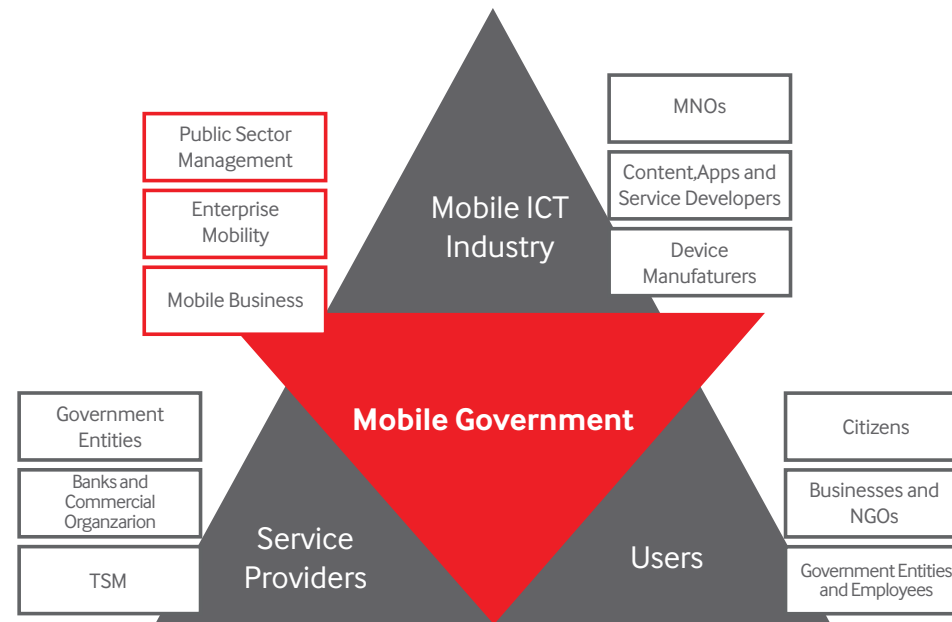 MNOs
Public Sector
Management
Content,Apps and
Service Developers
Mobile ICT
Industry
Enterprise
Mobility
Device
Manufaturers
Mobile Business
Mobile Government
Government
Entities
Citizens
Banks and
Commercial
Organzarion
Businesses and
NGOs
Service
Providers
Users
TSM
Government Entities
and Employees